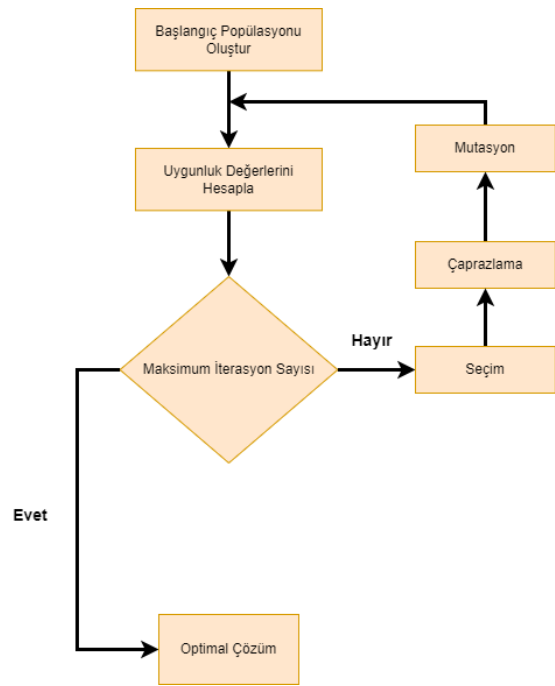 Başlangıç Popülasyonu
Oluştur
Uygunluk Değerlerini
Hesapla
Maksimum İterasyon Sayısı
Hayır
Seçim
Çaprazlama
Mutasyon
Evet
Optimal Çözüm